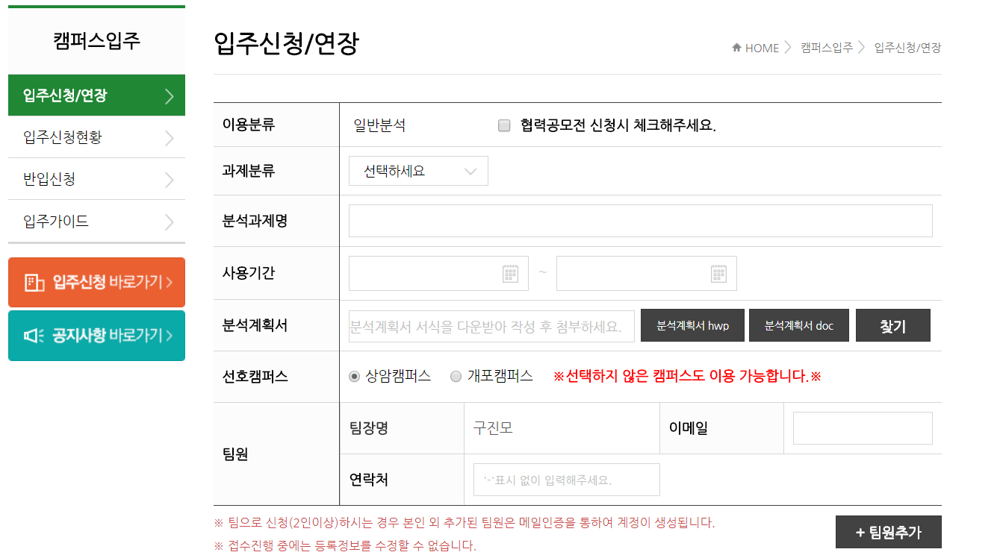 캠퍼스입주
입주신청/연장
입주신청현황
반입신청
입주가이드
입주신청 바로가기
공지사항 바로가기
입주신청/연장
HOME 캠퍼스입주 입주신청/연장
이용분류 일반분석 협력공모전 신청시 체크해주세요.
과제분류 선택하세요
분석과제명
사용기간 ~
분석계획서 분석계획서 서식을 다운받아 작성 후 첨부하세요. 분석계획서 hwp 분석계획서 doc 찾기
선호캠퍼스 상암캠퍼스 개포캠퍼스 ※선택하지 않은 캠퍼스도 이용 가능합니다.※
팀원
팀장명 구진모 이메일
연락처 '-'표시 없이 입력해주세요.
※ 팀으로 신청(2인이상)하시는 경우 본인 외 추가된 팀원은 메일인증을 통하여 계정이 생성됩니다.
+ 팀원추가
※ 접수진행 중에는 등록정보를 수정할 수 없습니다.